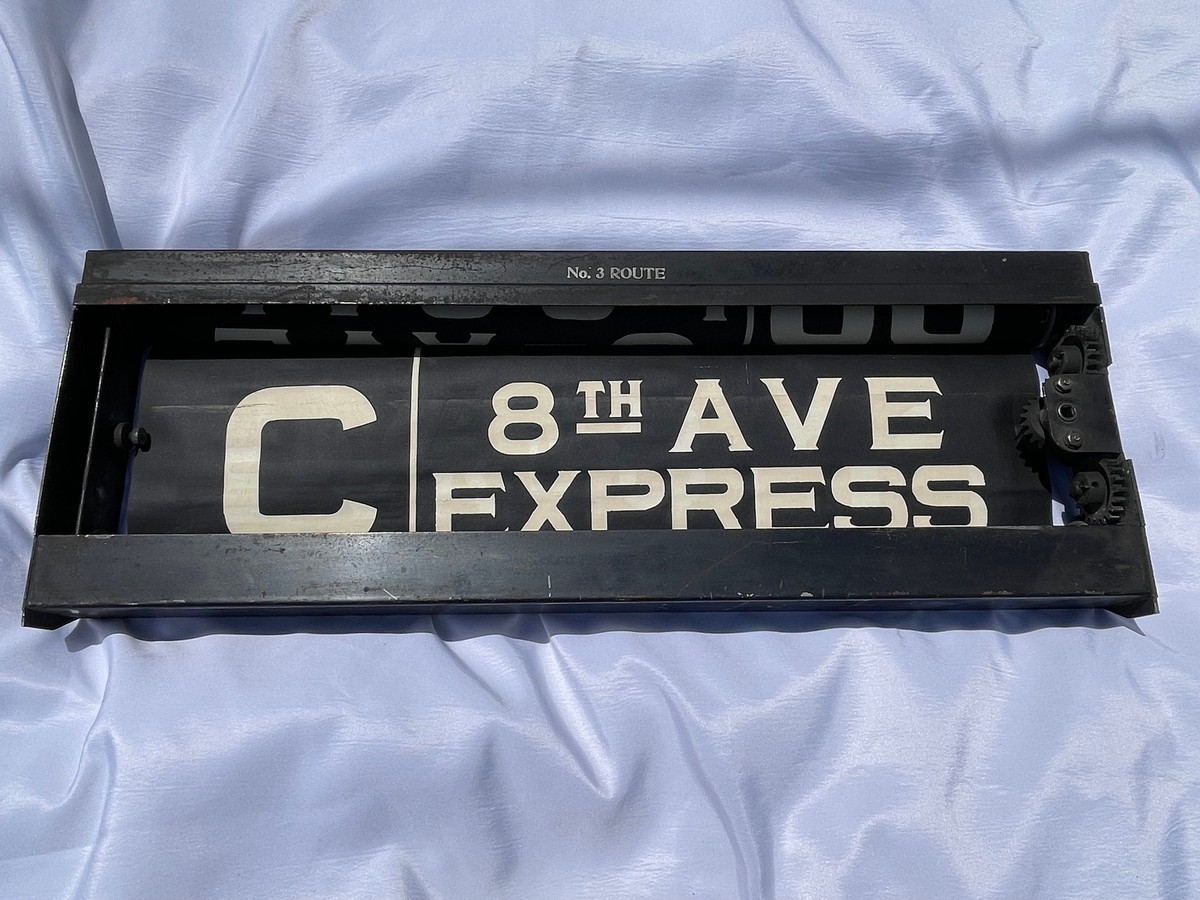 No. 3 ROUTE
C
8TH AVE
EXPRESS